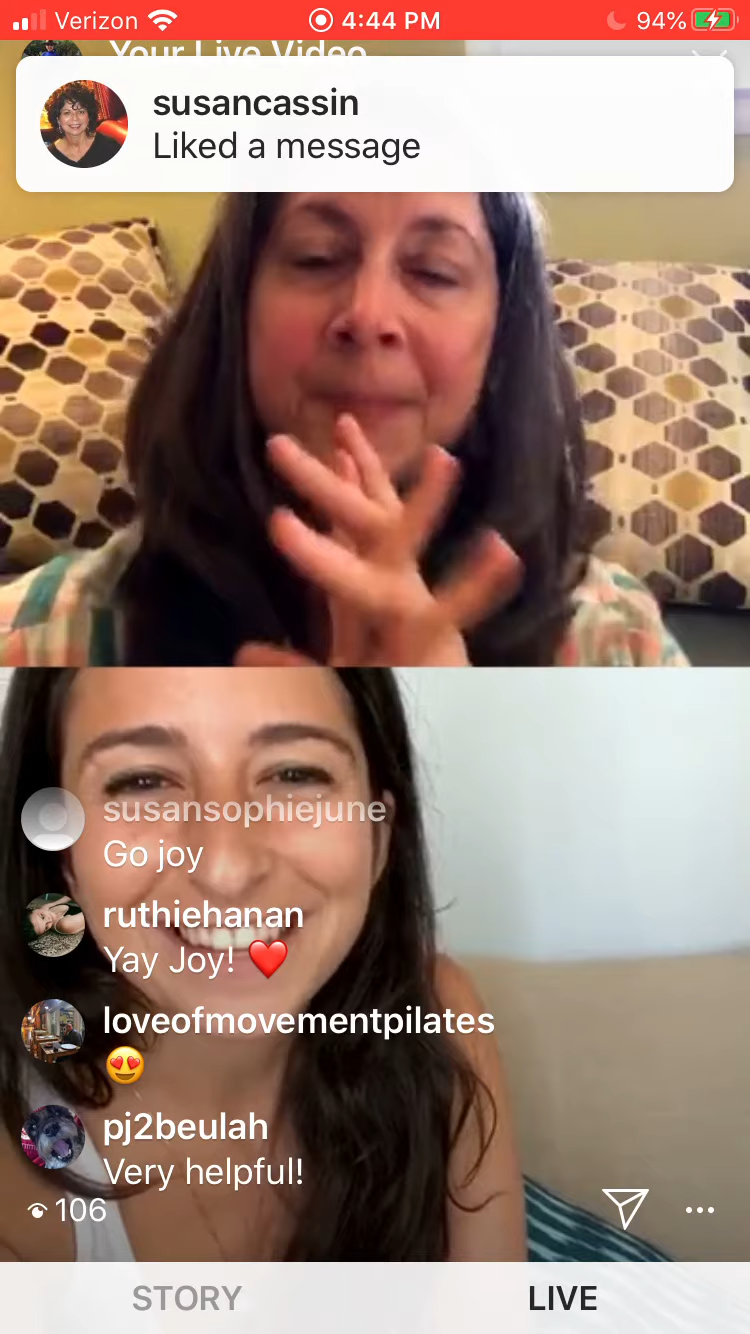 Verizon 4:44 PM 94%
Your Live Video
susancassin
Liked a message
susansophiejune
Go joy
ruthiehanan
Yay Joy! ❤️
loveofmovementpilates
😍
pj2beulah
Very helpful!
106
STORY LIVE